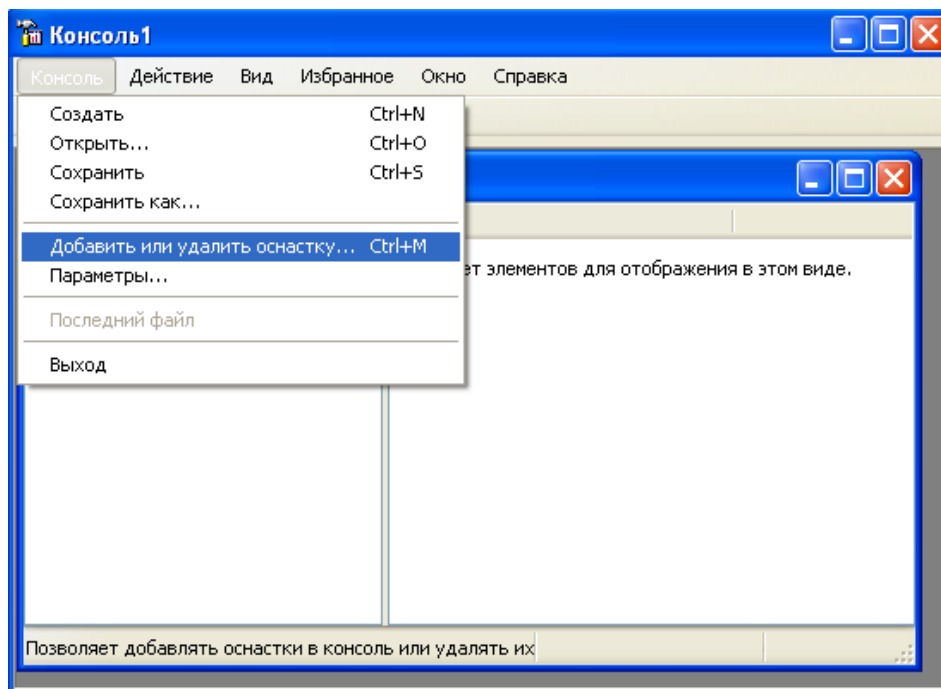 Консоль1
Консоль Действие Вид Избранное Окно Справка
Создать Ctrl+N
Открыть... Ctrl+O
Сохранить Ctrl+S
Сохранить как...
Добавить или удалить оснастку... Ctrl+M
Параметры...
ет элементов для отображения в этом виде.
Последний файл
Выход
Позволяет добавлять оснастки в консоль или удалять их